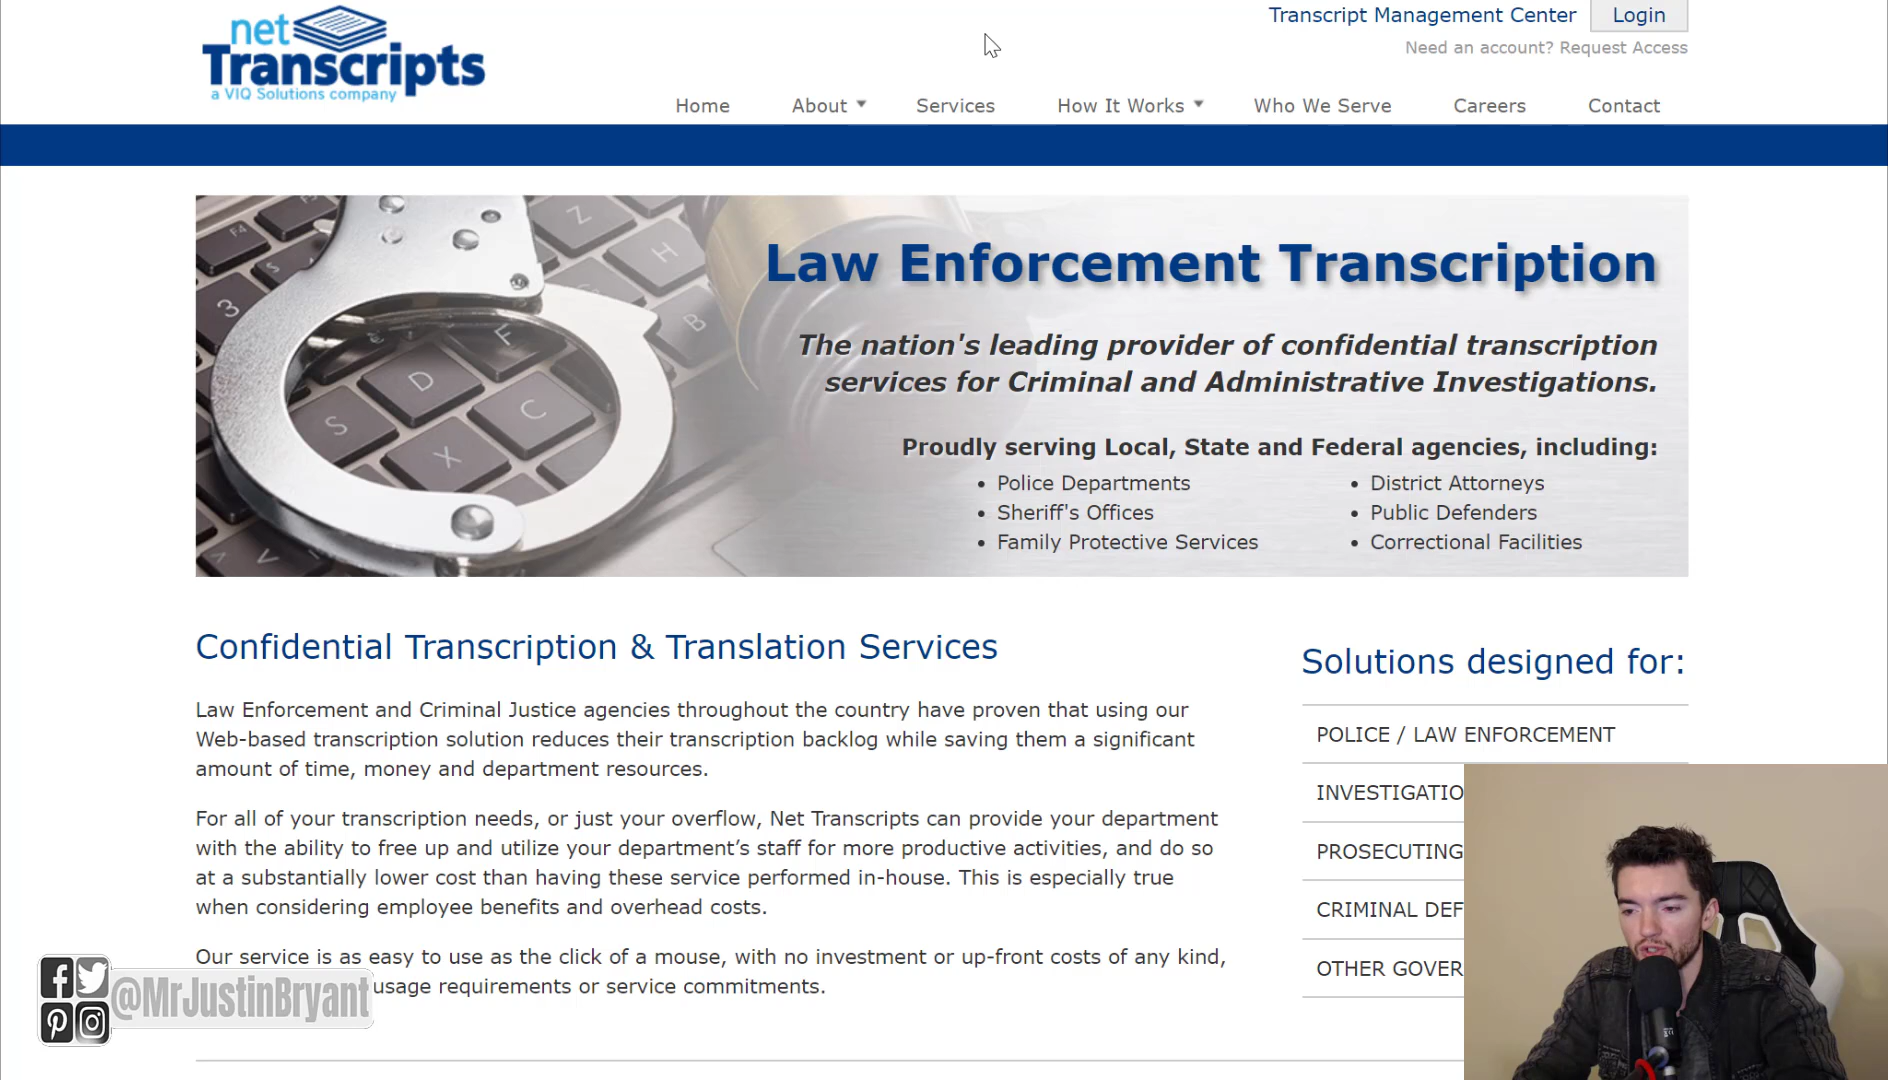 net
Transcripts
a VIQ Solutions company
Transcript Management Center
Login
Need an account? Request Access
Home
About
Services
How It Works
Who We Serve
Careers
Contact
Law Enforcement Transcription
The nation's leading provider of confidential transcription
services for Criminal and Administrative Investigations.
Proudly serving Local, State and Federal agencies, including:
• Police Departments
• Sheriff's Offices
• Family Protective Services
• District Attorneys
• Public Defenders
• Correctional Facilities
F4
Z
H
3
B
F
D
S
C
X
V
Confidential Transcription & Translation Services
Law Enforcement and Criminal Justice agencies throughout the country have proven that using our
Web-based transcription solution reduces their transcription backlog while saving them a significant
amount of time, money and department resources.
For all of your transcription needs, or just your overflow, Net Transcripts can provide your department
with the ability to free up and utilize your department’s staff for more productive activities, and do so
at a substantially lower cost than having these service performed in-house. This is especially true
when considering employee benefits and overhead costs.
Our service is as easy to use as the click of a mouse, with no investment or up-front costs of any kind,
usage requirements or service commitments.
Solutions designed for:
POLICE / LAW ENFORCEMENT
INVESTIGATIO
PROSECUTING
CRIMINAL DEF
OTHER GOVER
@MrJustinBryant